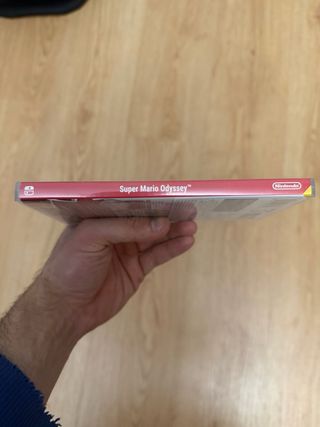 Super Mario Odyssey™
Nintendo